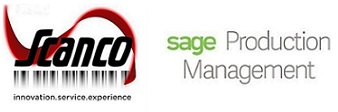 Scanco
innovation.service.experience
sage Production
Management